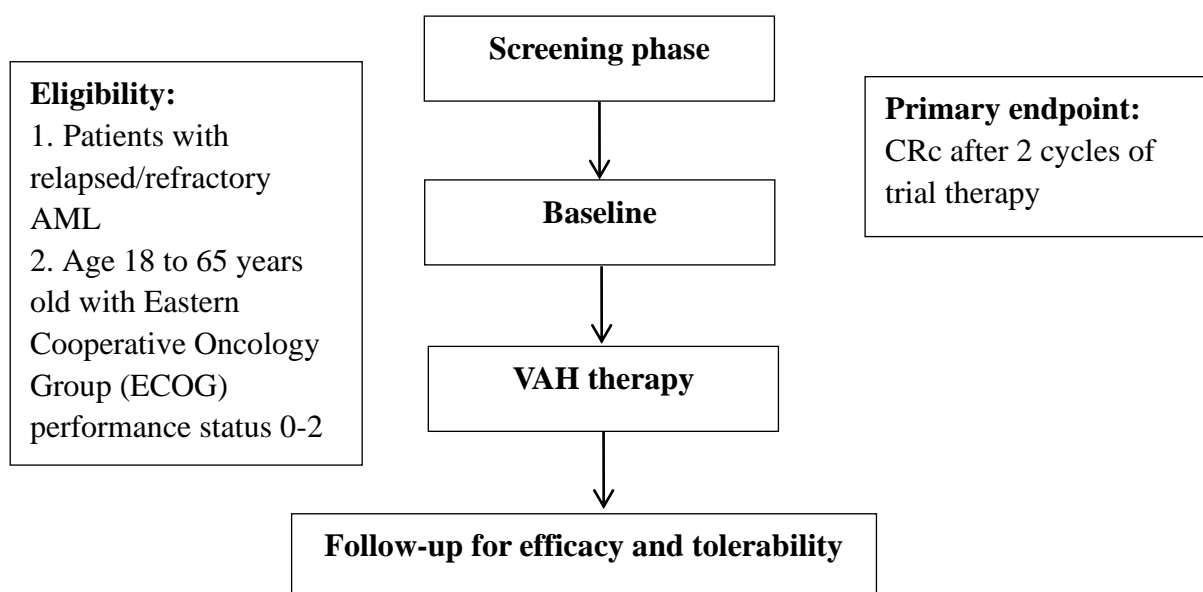 Screening phase
Eligibility:
1. Patients with
relapsed/refractory
AML
2. Age 18 to 65 years
old with Eastern
Cooperative Oncology
Group (ECOG)
performance status 0-2
Primary endpoint:
CRc after 2 cycles of
trial therapy
Baseline
VAH therapy
Follow-up for efficacy and tolerability